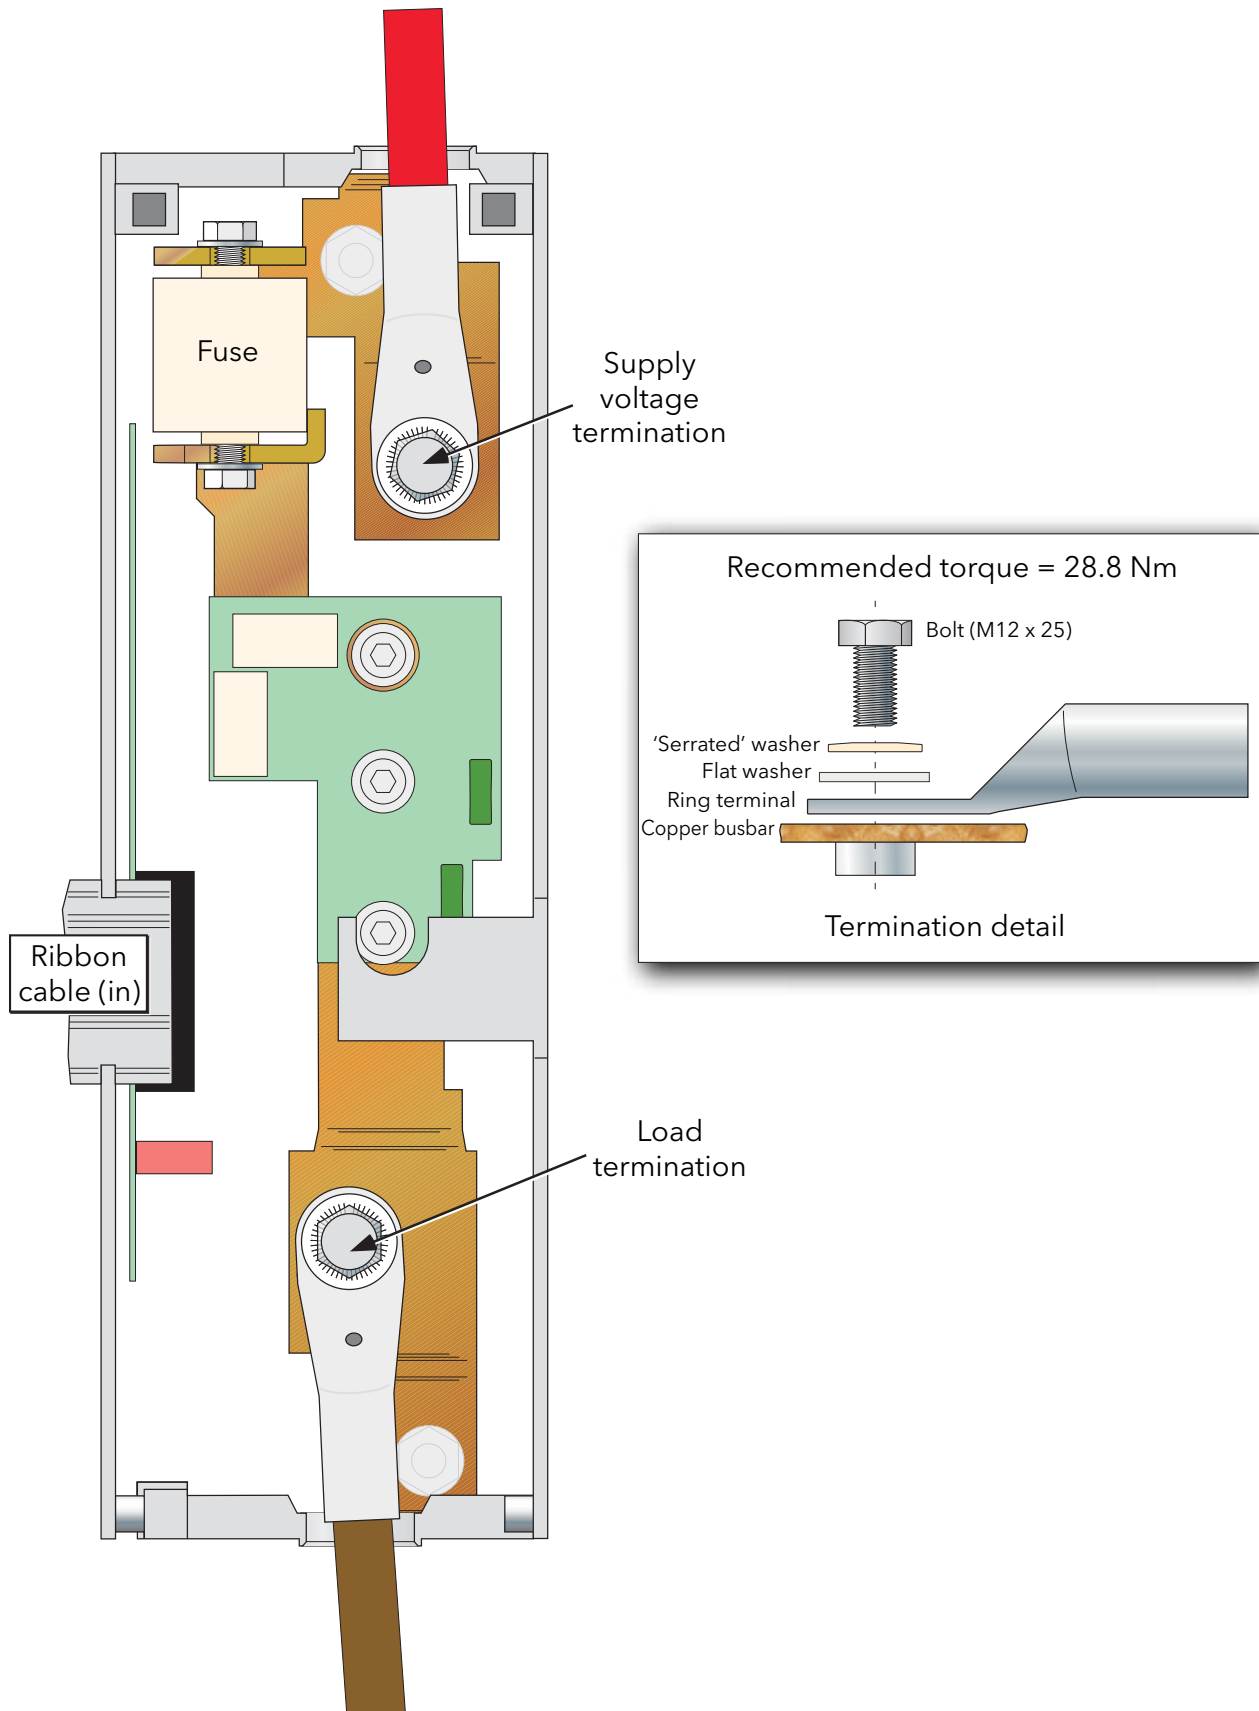 Fuse
Supply
voltage
termination
Recommended torque = 28.8 Nm
Bolt (M12 x 25)
‘Serrated’ washer
Flat washer
Ring terminal
Copper busbar
Termination detail
Ribbon
cable (in)
Load
termination